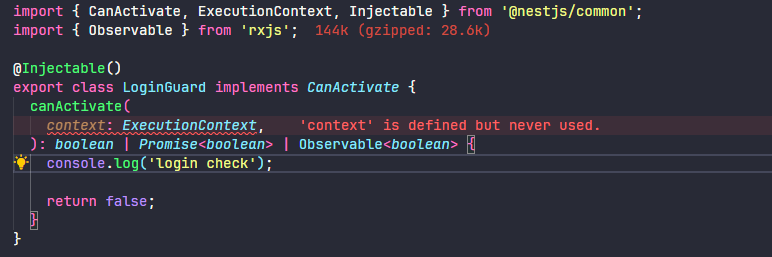 import { CanActivate, ExecutionContext, Injectable } from '@nestjs/common';
import { Observable } from 'rxjs';  144k (gzipped: 28.6k)

@Injectable()
export class LoginGuard implements CanActivate {
  canActivate(
    context: ExecutionContext,    'context' is defined but never used.
  ): boolean | Promise<boolean> | Observable<boolean> {
    console.log('login check');

    return false;
  }
}